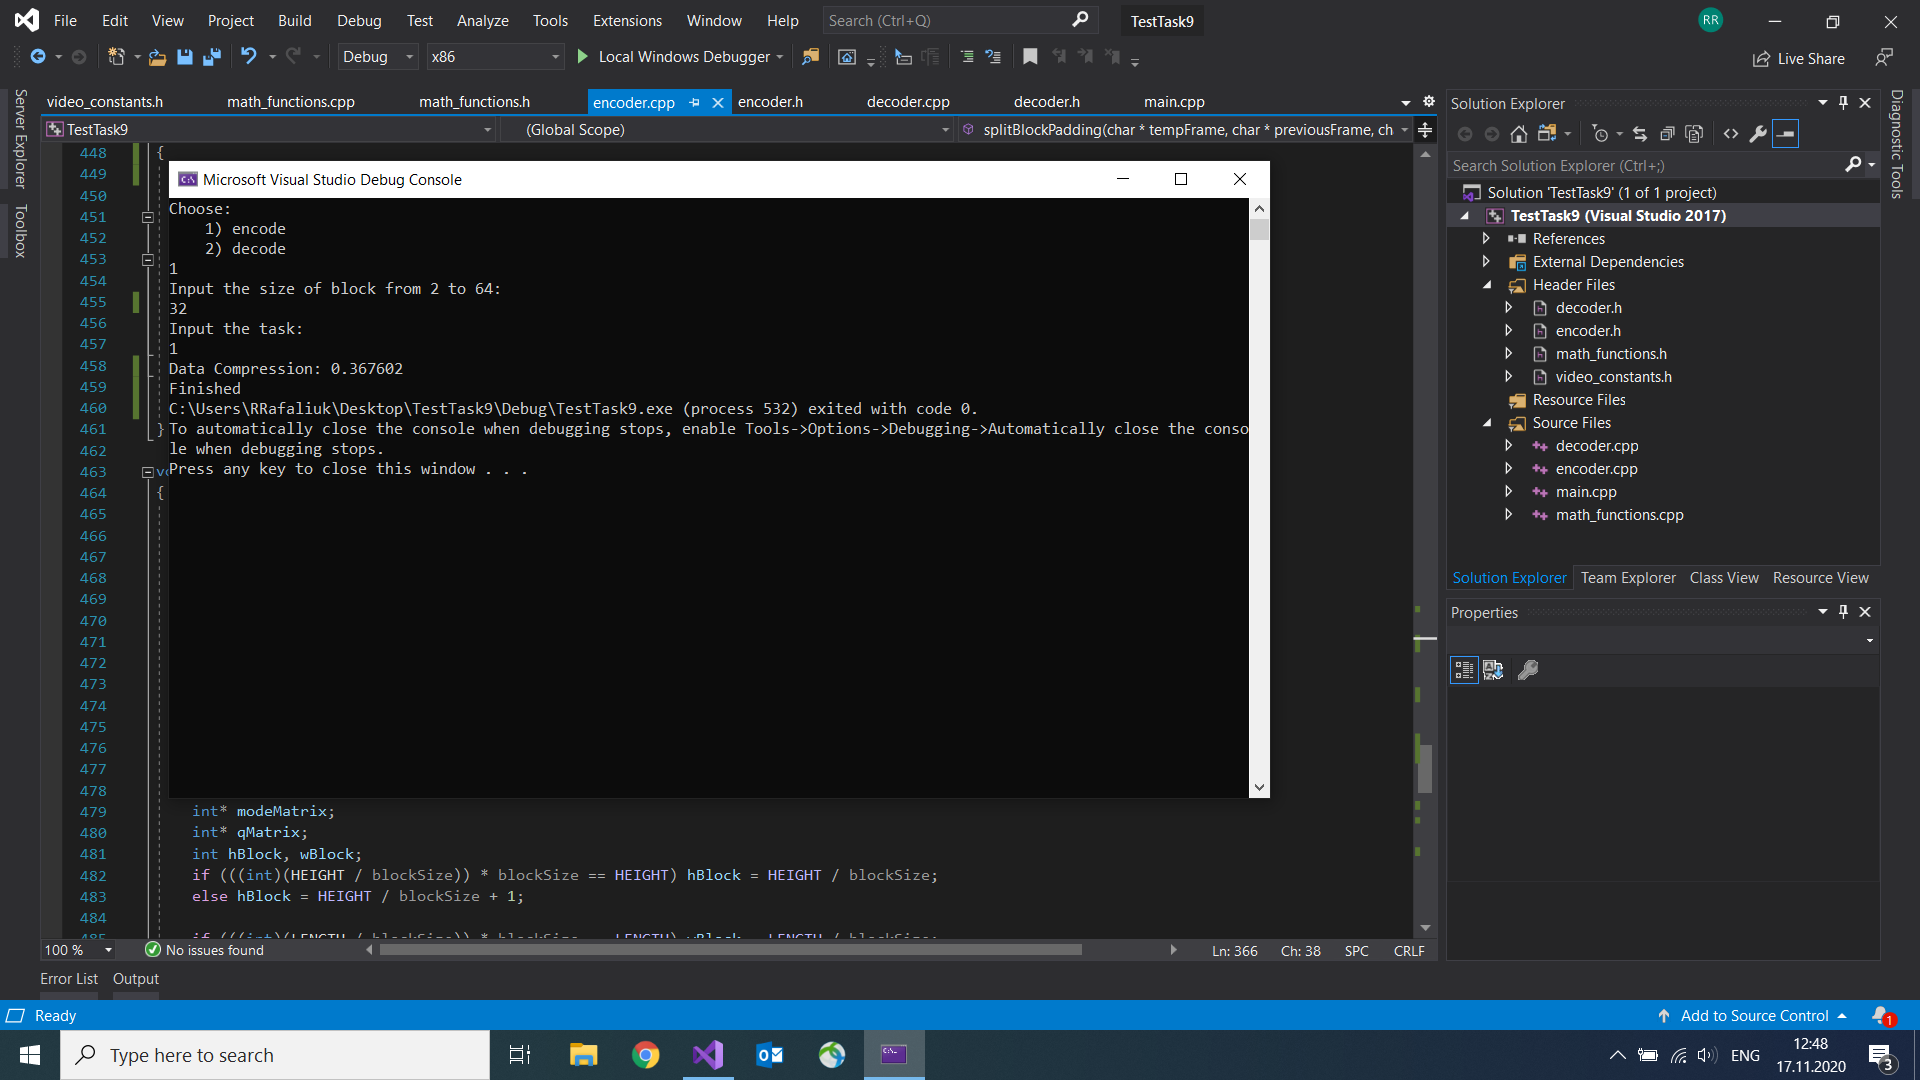 File Edit View Project Build Debug Test Analyze Tools Extensions Window Help Search (Ctrl+Q) TestTask9 RR
Debug x86 Local Windows Debugger Live Share
video_constants.h math_functions.cpp math_functions.h encoder.cpp encoder.h decoder.cpp decoder.h main.cpp
TestTask9 (Global Scope) splitBlockPadding(char * tempFrame, char * previousFrame, ch
Server Explorer
Toolbox
448 {
449
450
451
452
453
454
455
456
457
458
459
460
461 }
462
463
464 {
465
466
467
468
469
470
471
472
473
474
475
476
477
478
479 int* modeMatrix;
480 int* qMatrix;
481 int hBlock, wBlock;
482 if (((int)(HEIGHT / blockSize)) * blockSize == HEIGHT) hBlock = HEIGHT / blockSize;
483 else hBlock = HEIGHT / blockSize + 1;
484
Microsoft Visual Studio Debug Console
Choose:
1) encode
2) decode
1
Input the size of block from 2 to 64:
32
Input the task:
1
Data Compression: 0.367602
Finished
C:\Users\RRafaliuk\Desktop\TestTask9\Debug\TestTask9.exe (process 532) exited with code 0.
To automatically close the console when debugging stops, enable Tools->Options->Debugging->Automatically close the conso
le when debugging stops.
Press any key to close this window . . .
100 % No issues found Ln: 366 Ch: 38 SPC CRLF
Error List Output
Solution Explorer
Search Solution Explorer (Ctrl+;)
Solution 'TestTask9' (1 of 1 project)
TestTask9 (Visual Studio 2017)
References
External Dependencies
Header Files
decoder.h
encoder.h
math_functions.h
video_constants.h
Resource Files
Source Files
decoder.cpp
encoder.cpp
main.cpp
math_functions.cpp
Solution Explorer Team Explorer Class View Resource View
Properties
Diagnostic Tools
Ready Add to Source Control 1
Type here to search ENG 12:48
17.11.2020 3